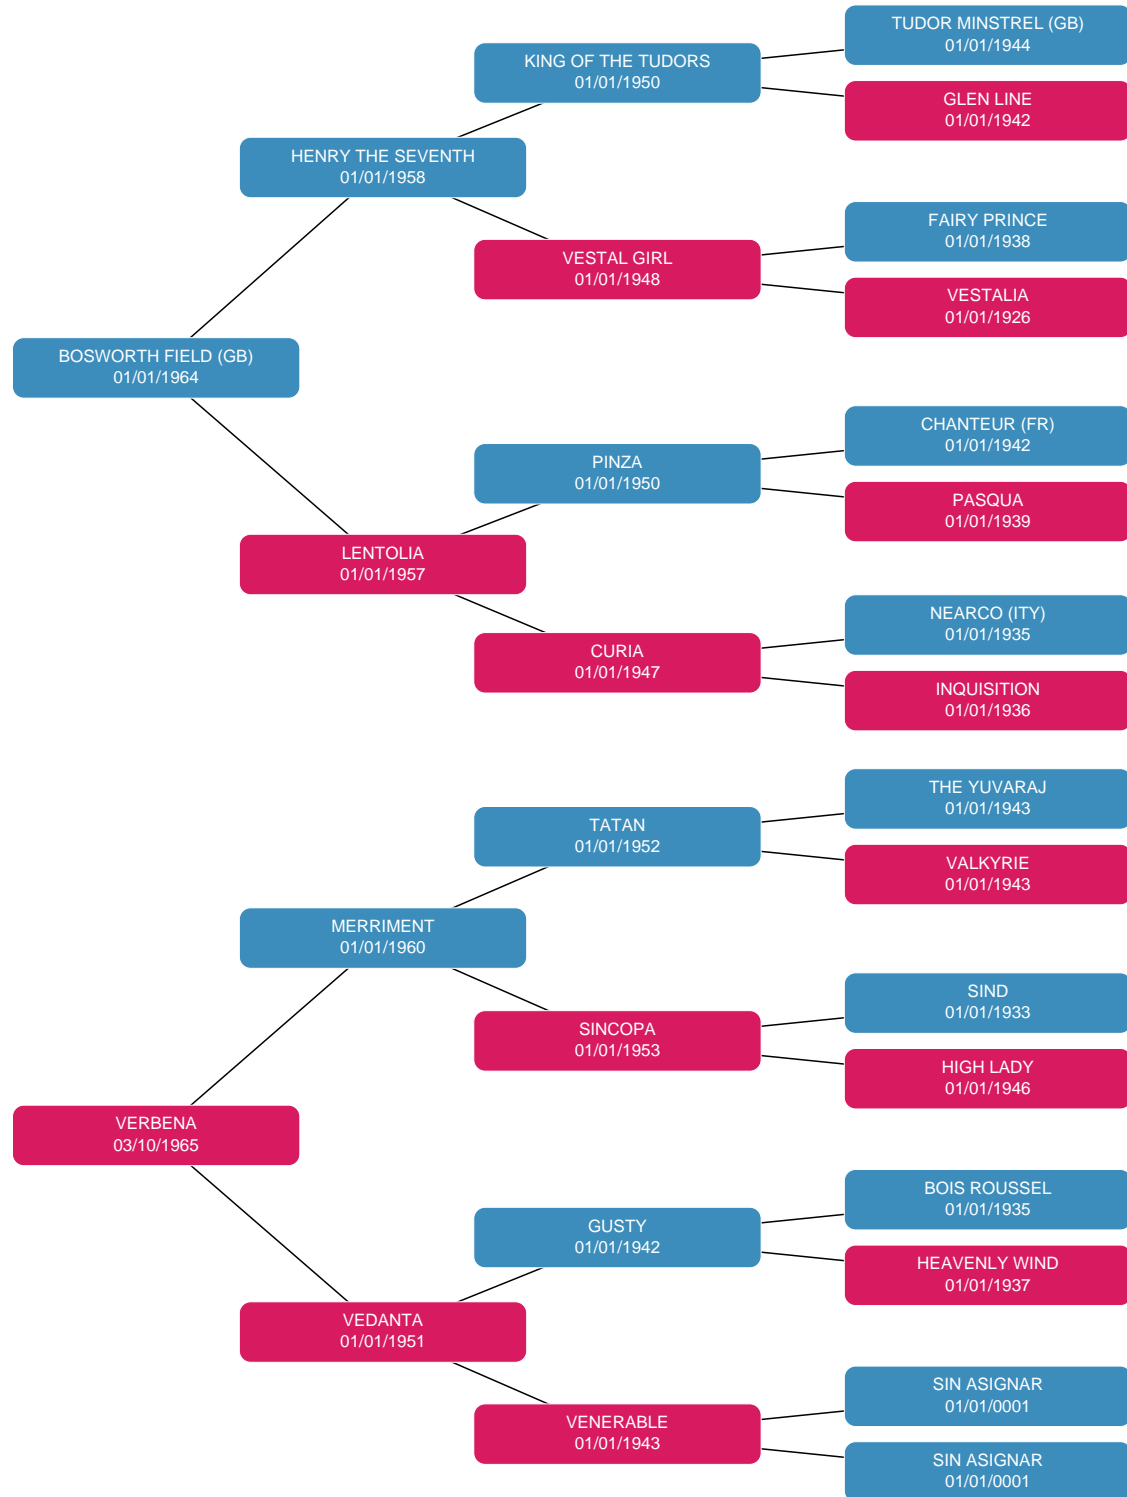 TUDOR MINSTREL (GB)
01/01/1944
KING OF THE TUDORS
01/01/1950
GLEN LINE
01/01/1942
HENRY THE SEVENTH
01/01/1958
FAIRY PRINCE
01/01/1938
VESTAL GIRL
01/01/1948
VESTALIA
01/01/1926
BOSWORTH FIELD (GB)
01/01/1964
CHANTEUR (FR)
01/01/1942
PINZA
01/01/1950
PASQUA
01/01/1939
LENTOLIA
01/01/1957
NEARCO (ITY)
01/01/1935
CURIA
01/01/1947
INQUISITION
01/01/1936
THE YUVARAJ
01/01/1943
TATAN
01/01/1952
VALKYRIE
01/01/1943
MERRIMENT
01/01/1960
SIND
01/01/1933
SINCOPA
01/01/1953
HIGH LADY
01/01/1946
VERBENA
03/10/1965
BOIS ROUSSEL
01/01/1935
GUSTY
01/01/1942
HEAVENLY WIND
01/01/1937
VEDANTA
01/01/1951
SIN ASIGNAR
01/01/0001
VENERABLE
01/01/1943
SIN ASIGNAR
01/01/0001